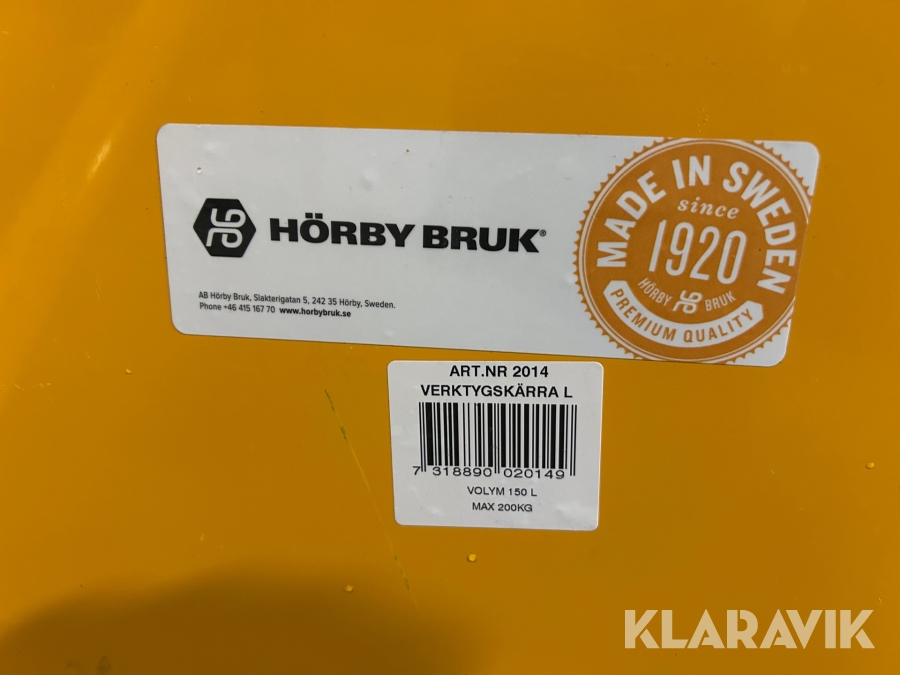 HÖRBY BRUK®
AB Hörby Bruk, Slakterigatan 5, 242 35 Hörby, Sweden.
Phone +46 415 167 70 www.horbybruk.se
MADE IN SWEDEN
since
1920
HÖRBY BRUK
PREMIUM QUALITY
ART.NR 2014
VERKTYGSKÄRRA L
7 318890 020149
VOLYM 150 L
MAX 200KG
KLARAVIK